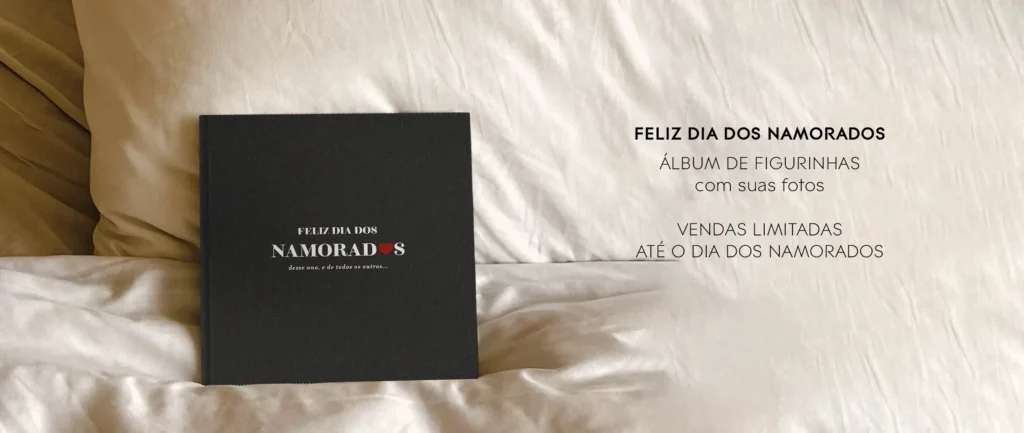 FELIZ DIA DOS
NAMORAD♥S
desse ano, e de todos os outros...
FELIZ DIA DOS NAMORADOS
ÁLBUM DE FIGURINHAS
com suas fotos
VENDAS LIMITADAS
ATÉ O DIA DOS NAMORADOS